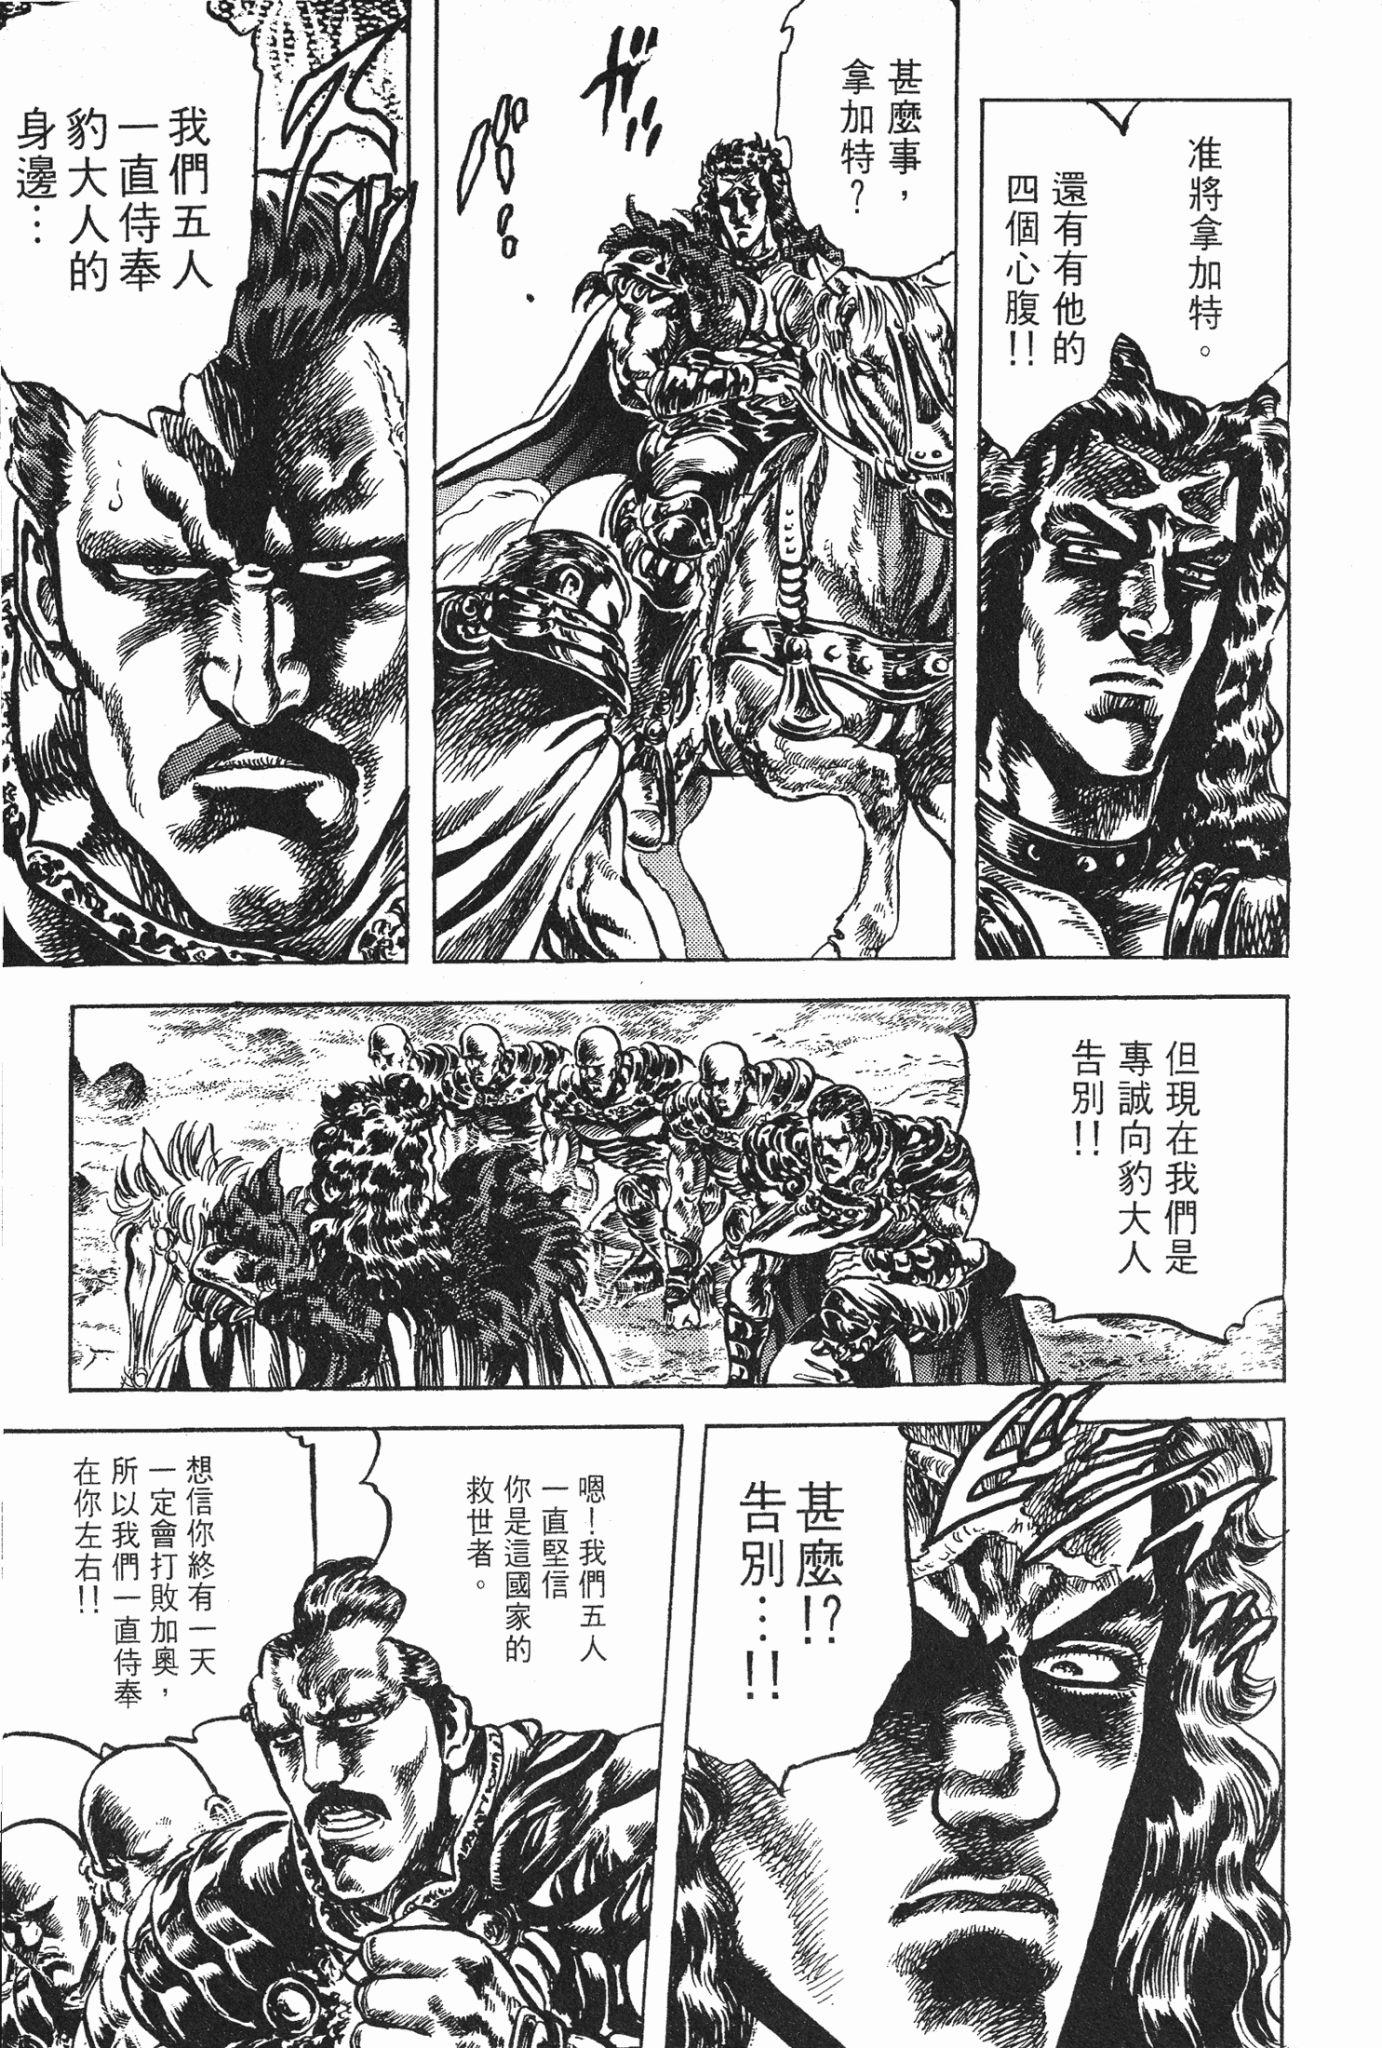 准將拿加特。
還有有他的
四個心腹!!
甚麼事，
拿加特？
ガガッ
我們五人
一直侍奉
豹大人的
身邊…
但現在我們是
專誠向豹大人
告別!!
甚麼!?
告別…!!
嗯！我們五人
一直堅信
你是這國家的
救世者。
想信你終有一天
一定會打敗加奧，
所以我們一直侍奉
在你左右!!